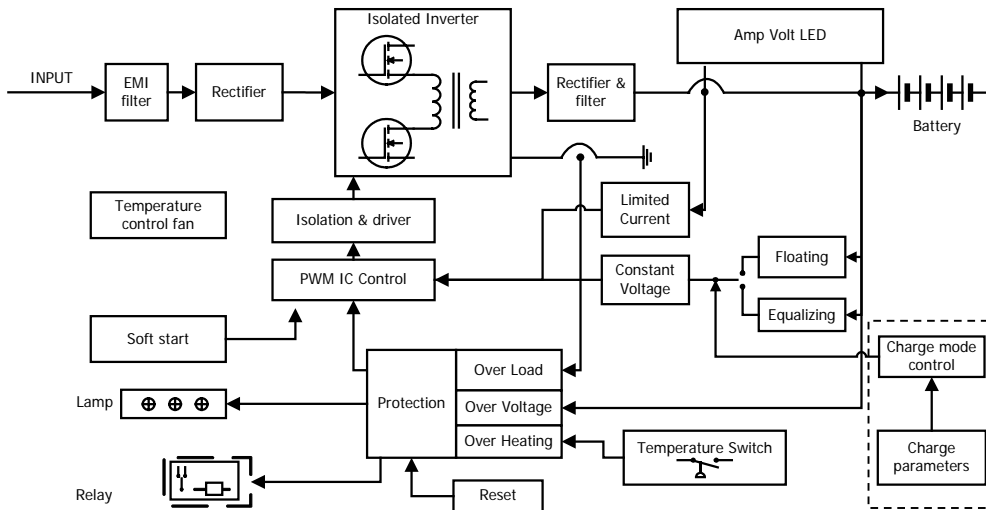 Isolated Inverter
Amp Volt LED
INPUT
EMI
filter
Rectifier
Rectifier &
filter
Battery
Temperature
control fan
Isolation & driver
Limited
Current
PWM IC Control
Constant
Voltage
Floating
Equalizing
Soft start
Charge mode
control
Lamp
Protection
Over Load
Over Voltage
Over Heating
Temperature Switch
Charge
parameters
Relay
Reset